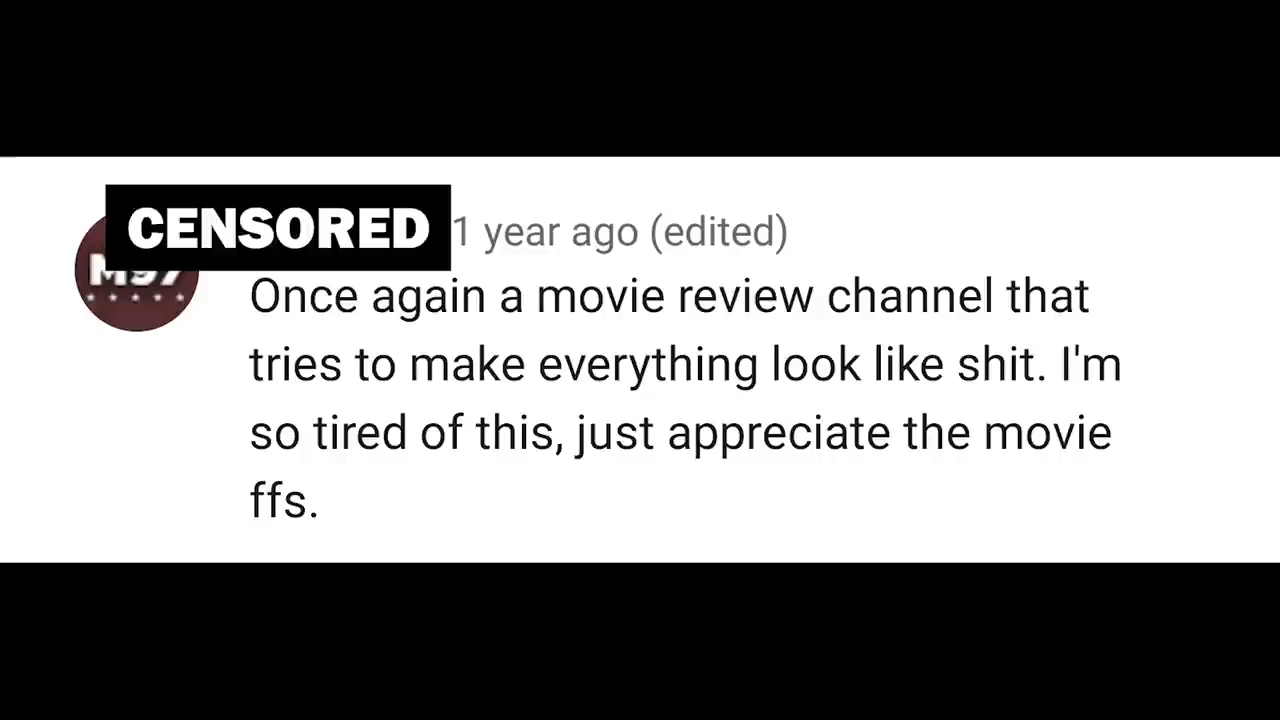 CENSORED 1 year ago (edited)
M97
Once again a movie review channel that
tries to make everything look like shit. I'm
so tired of this, just appreciate the movie
ffs.